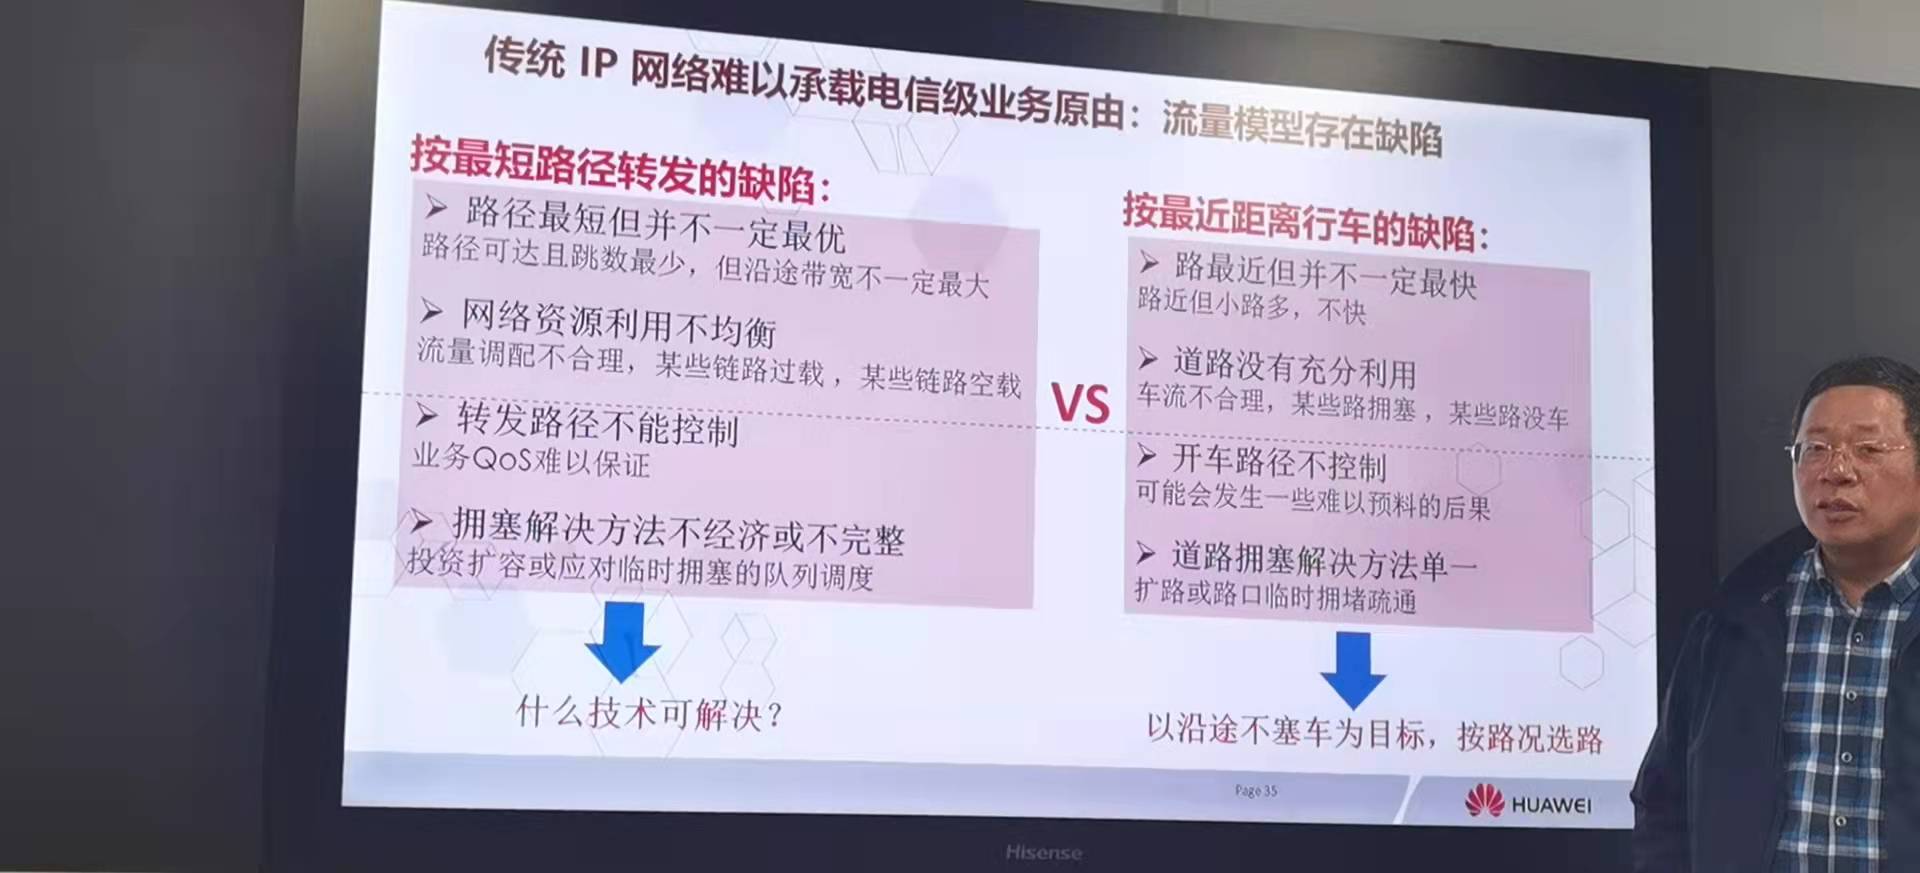 传统 IP 网络难以承载电信级业务原由：流量模型存在缺陷
按最短路径转发的缺陷：
➢ 路径最短但并不一定最优
路径可达且跳数最少，但沿途带宽不一定最大
➢ 网络资源利用不均衡
流量调配不合理，某些链路过载，某些链路空载
➢ 转发路径不能控制
业务QoS难以保证
➢ 拥塞解决方法不经济或不完整
投资扩容或应对临时拥塞的队列调度
什么技术可解决？
VS
按最近距离行车的缺陷：
➢ 路最近但并不一定最快
路近但小路多，不快
➢ 道路没有充分利用
车流不合理，某些路拥塞，某些路没车
➢ 开车路径不控制
可能会发生一些难以预料的后果
➢ 道路拥塞解决方法单一
扩路或路口临时拥堵疏通
以沿途不塞车为目标，按路况选路
Page 35
HUAWEI
Hisense